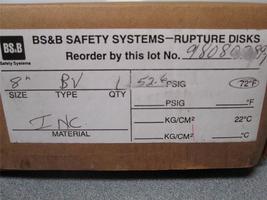 BS&B
Safety Systems
BS&B SAFETY SYSTEMS—RUPTURE DISKS
Reorder by this lot No.
8" BV 1 52.6 PSIG 72°F
SIZE TYPE QTY
PSIG °F
INC KG/CM² 22°C
MATERIAL KG/CM² °C